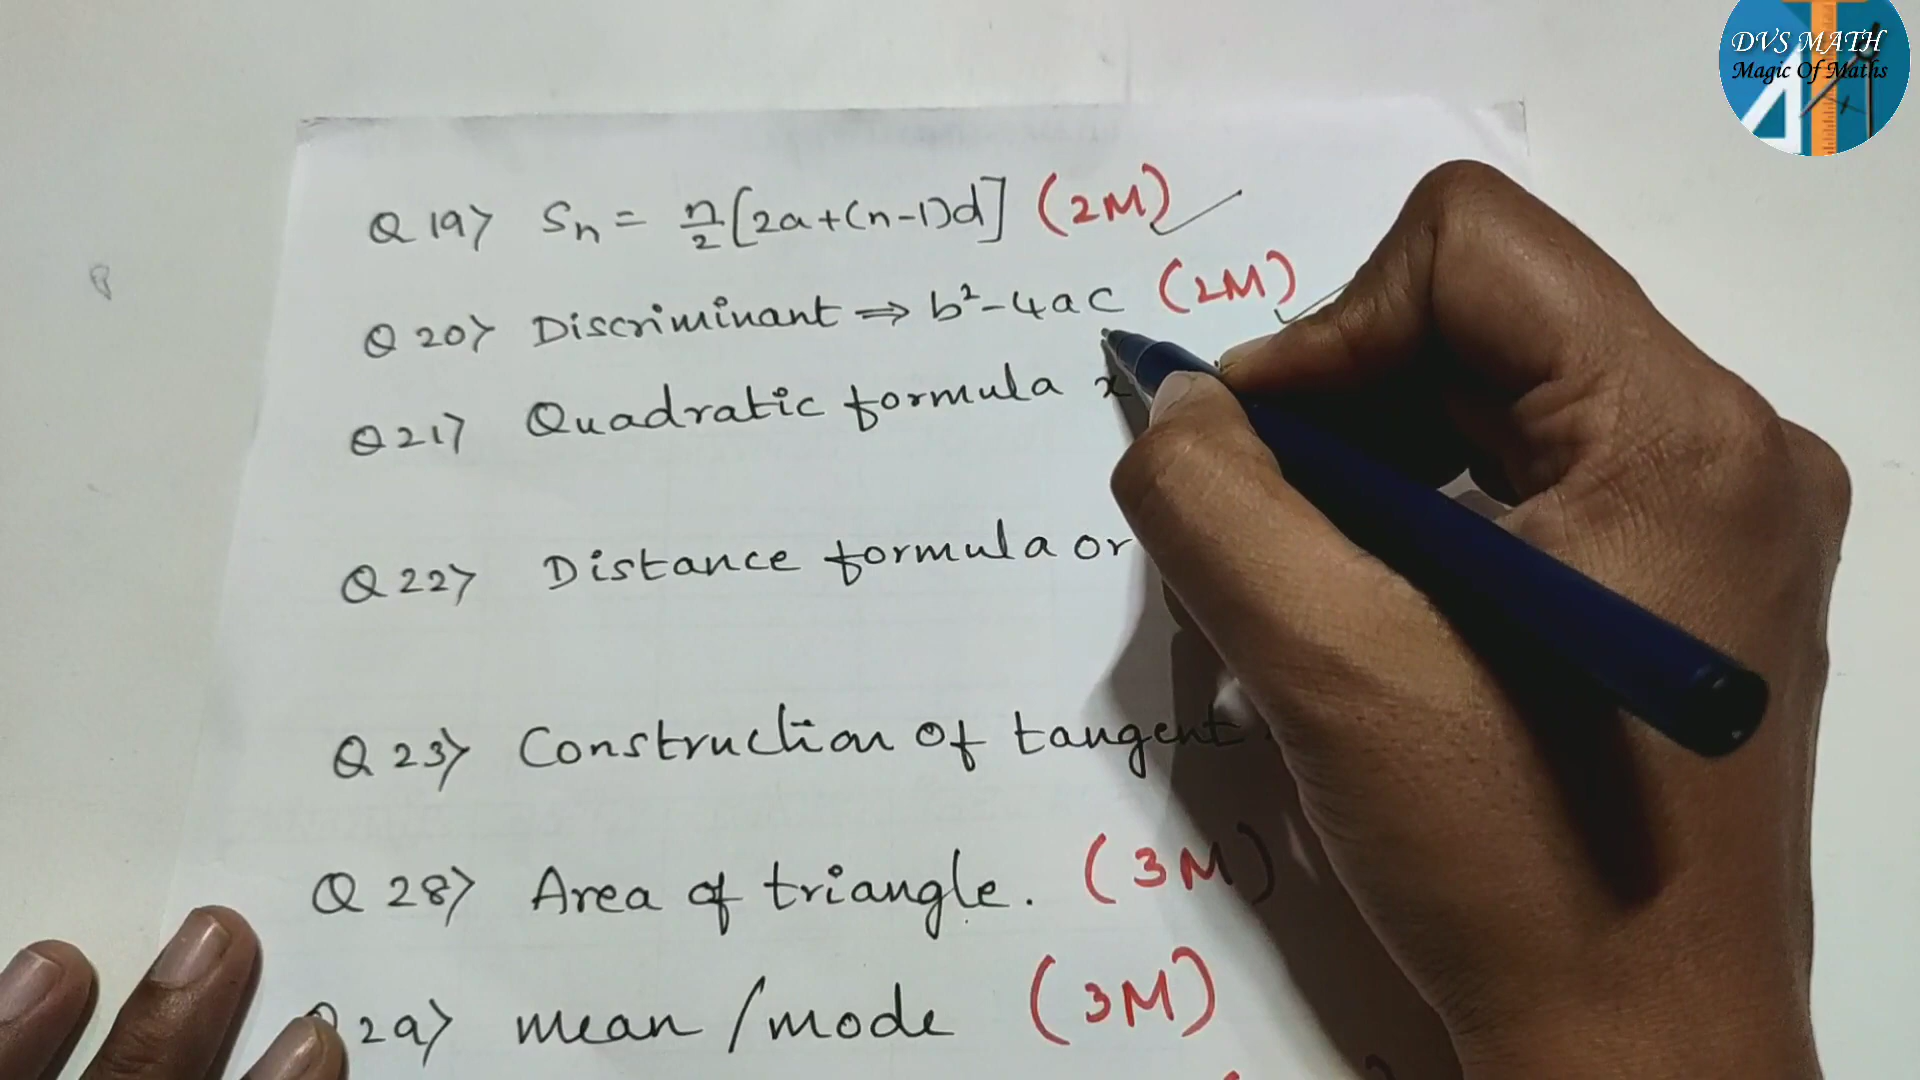 DVS MATH
Magic Of Maths
Q 19> Sn = n/2 [2a+(n-1)d] (2M)
Q 20> Discriminant ⇒ b²-4ac (2M)
Q 21> Quadratic formula x
Q 22> Distance formula or
Q 23> Construction of tangent
Q 28> Area of triangle. (3M)
Q 29> mean/mode (3M)